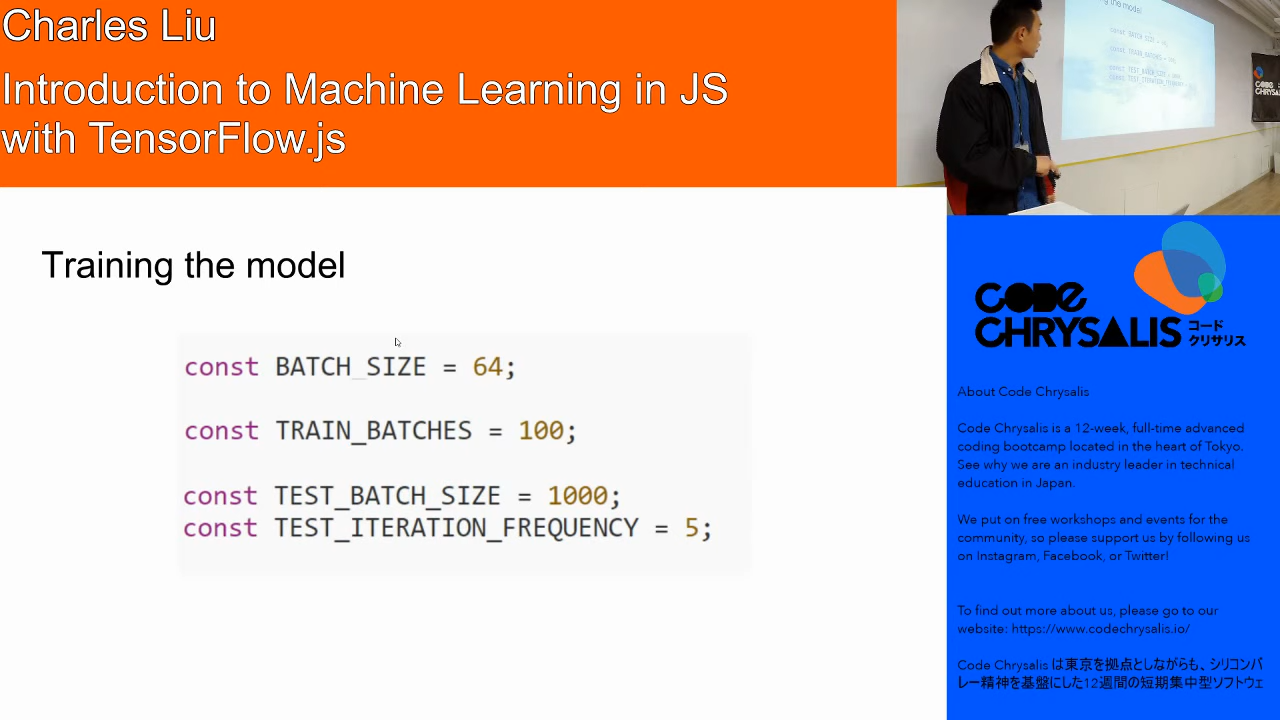 Charles Liu
Introduction to Machine Learning in JS
with TensorFlow.js
Training the model
const BATCH_SIZE = 64;
const TRAIN_BATCHES = 100;
const TEST_BATCH_SIZE = 1000;
const TEST_ITERATION_FREQUENCY = 5;
CODE
CHRYSALIS
コード
クリサリス
About Code Chrysalis
Code Chrysalis is a 12-week, full-time advanced
coding bootcamp located in the heart of Tokyo.
See why we are an industry leader in technical
education in Japan.
We put on free workshops and events for the
community, so please support us by following us
on Instagram, Facebook, or Twitter!
To find out more about us, please go to our
website: https://www.codechrysalis.io/
Code Chrysalis は東京を拠点としながらも、シリコンバ
レー精神を基盤にした12週間の短期集中型ソフトウェ